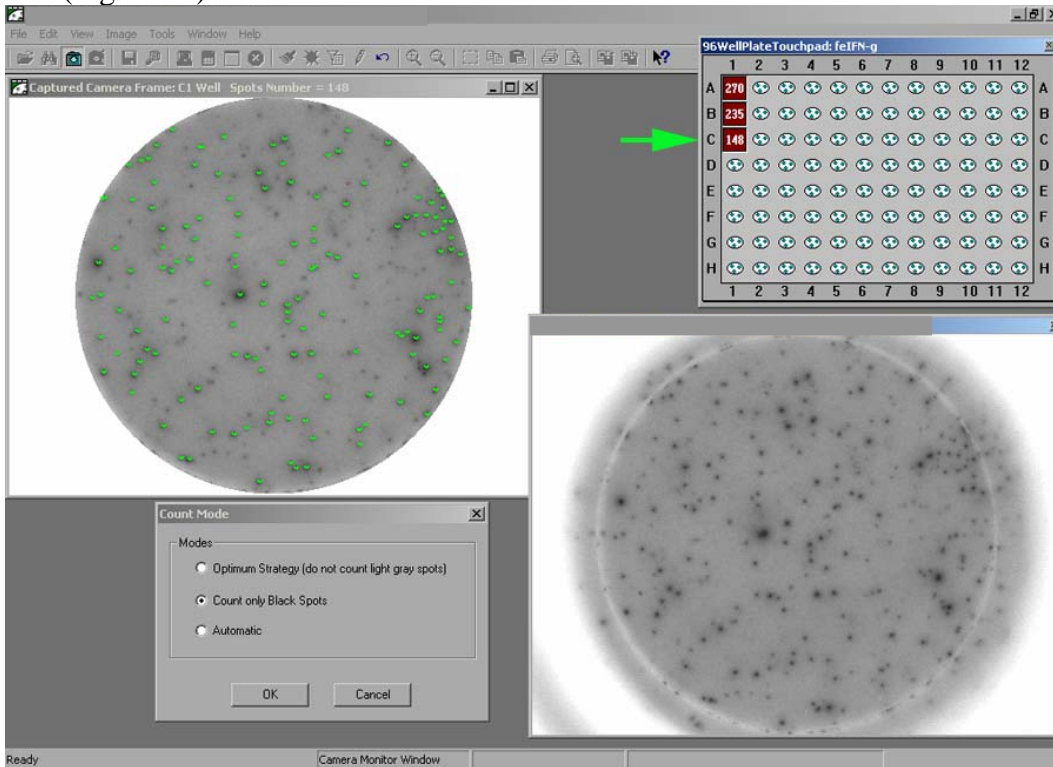 File Edit View Image Tools Window Help
Captured Camera Frame: C1 Well Spots Number = 148
96WellPlateTouchpad: feIFN-g
1 2 3 4 5 6 7 8 9 10 11 12
A 270 A
B 235 B
C 148 C
D D
E E
F F
G G
H H
1 2 3 4 5 6 7 8 9 10 11 12
Count Mode
Modes
Optimum Strategy (do not count light gray spots)
Count only Black Spots
Automatic
OK Cancel
Ready Camera Monitor Window